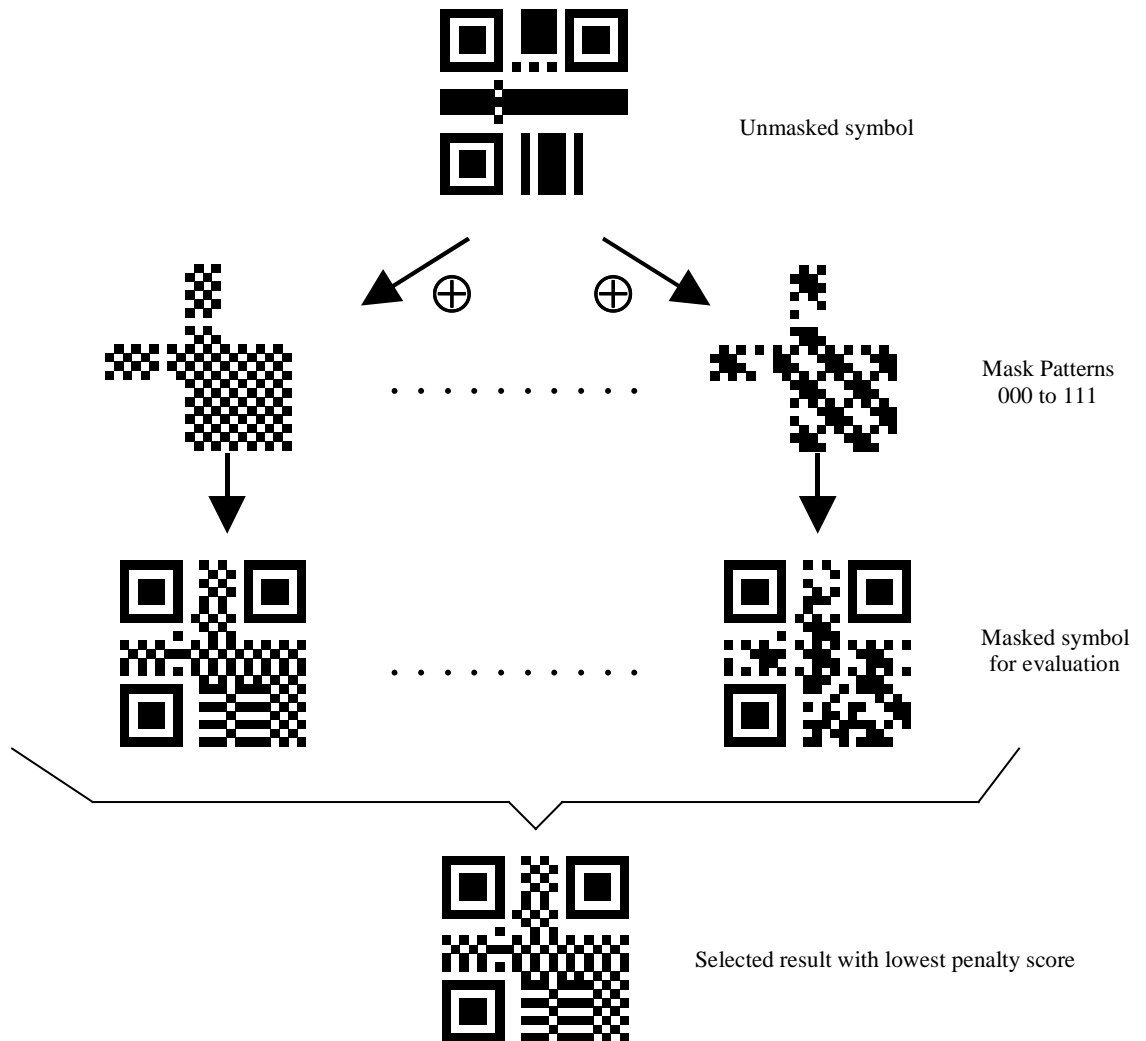 Unmasked symbol
Mask Patterns
000 to 111
Masked symbol
for evaluation
Selected result with lowest penalty score